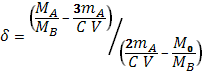 δ = (M_A/M_B - 3m_A/C V) / (2m_A/C V - M_0/M_B)